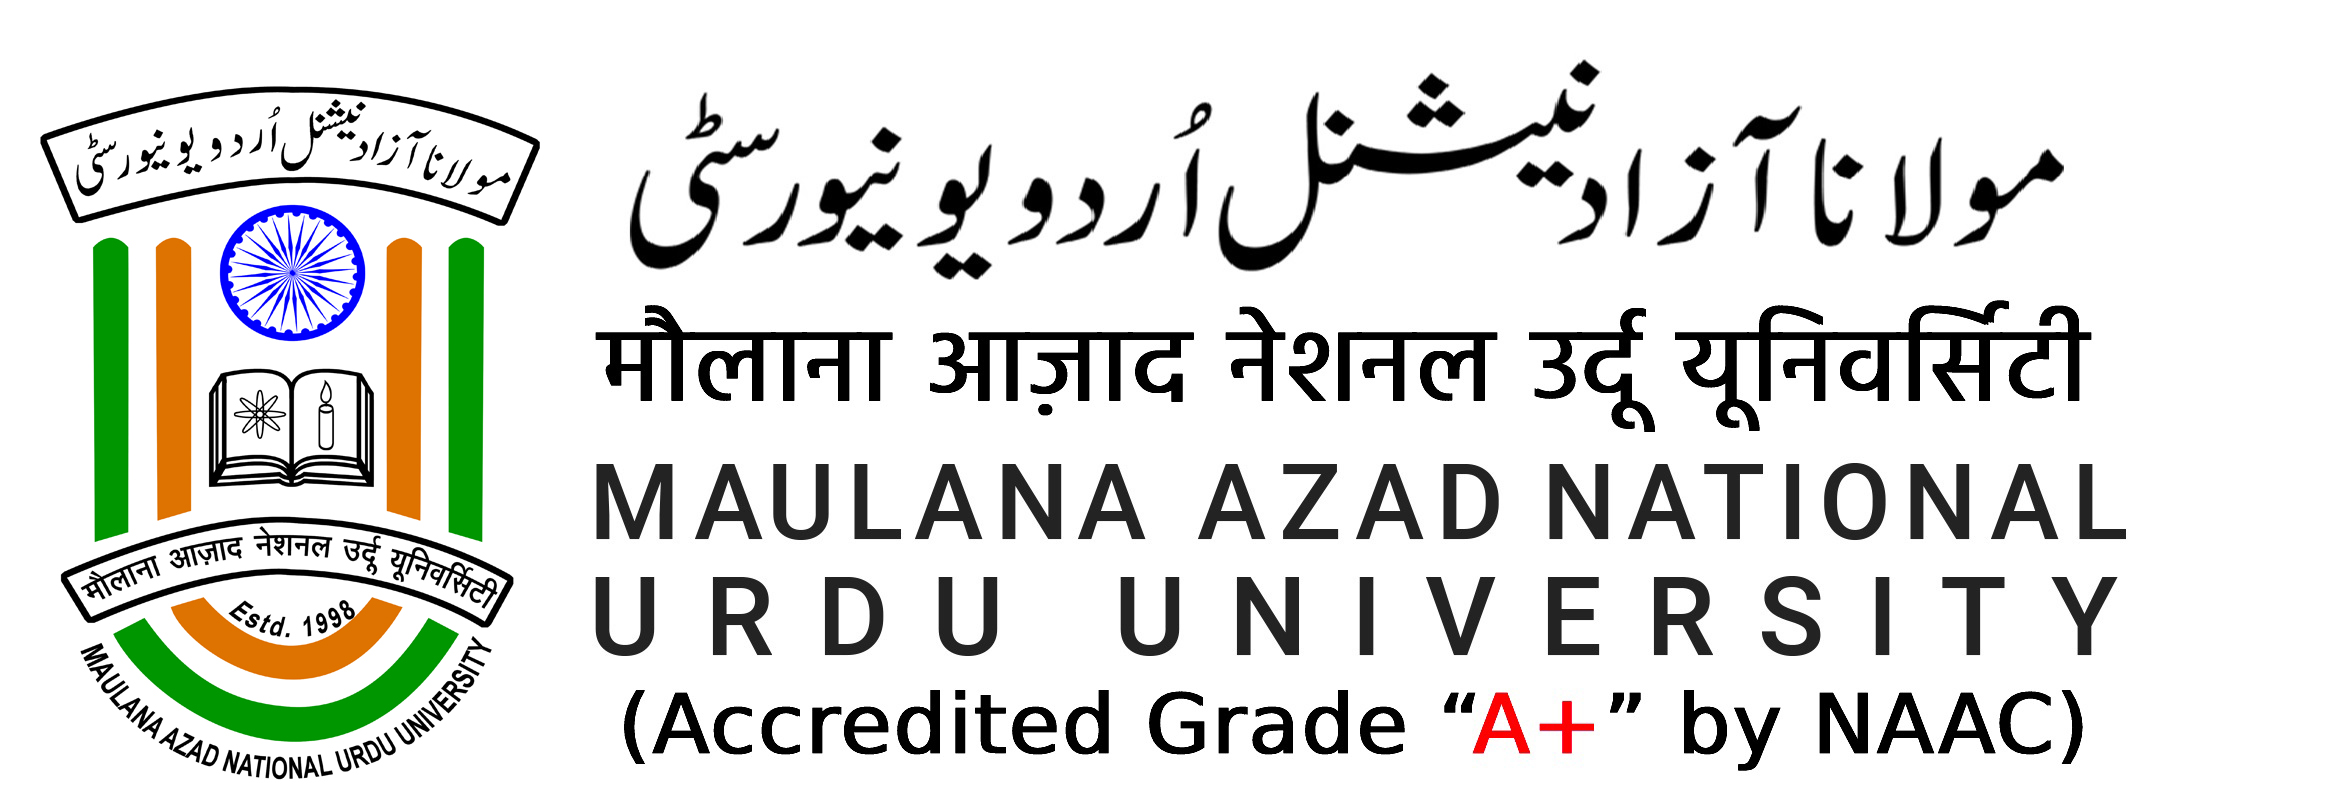 مولانا آزاد نیشنل اُردو یونیورسٹی
मौलाना आज़ाद नेशनल उर्दू यूनिवर्सिटी
Estd. 1998
MAULANA AZAD NATIONAL URDU UNIVERSITY
مولانا آزاد نیشنل اُردو یونیورسٹی
मौलाना आज़ाद नेशनल उर्दू यूनिवर्सिटी
MAULANA AZAD NATIONAL
URDU UNIVERSITY
(Accredited Grade “A+” by NAAC)